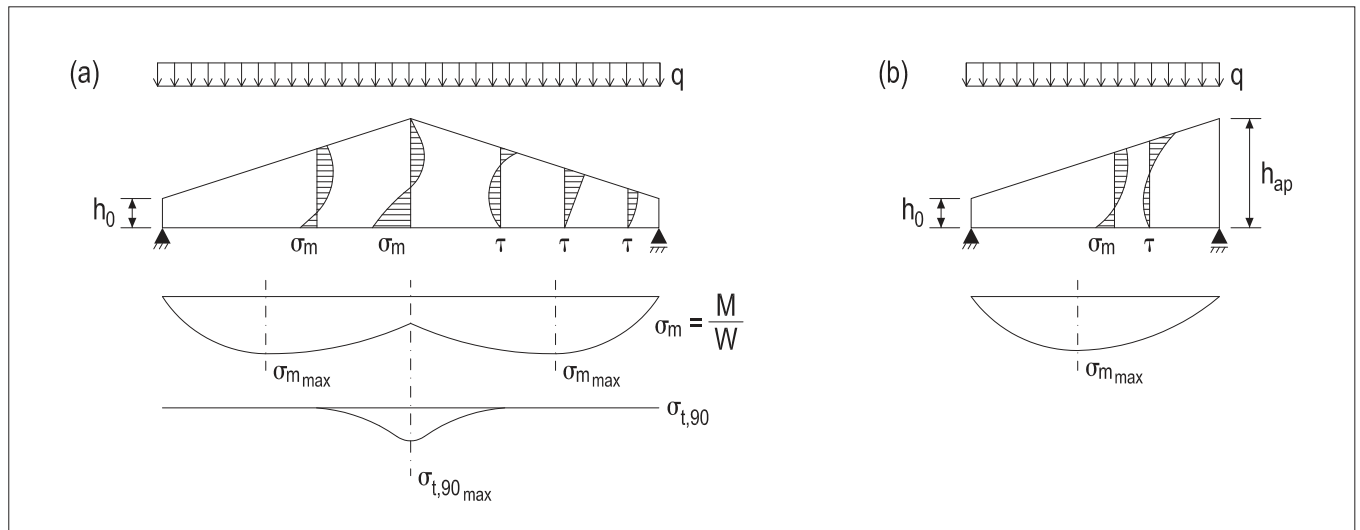 (a)
q
h₀
σₘ
σₘ
τ
τ
τ
σₘ = M/W
σₘ max
σₘ max
σt,90
σt,90 max
(b)
q
h₀
hap
σₘ
τ
σₘ max